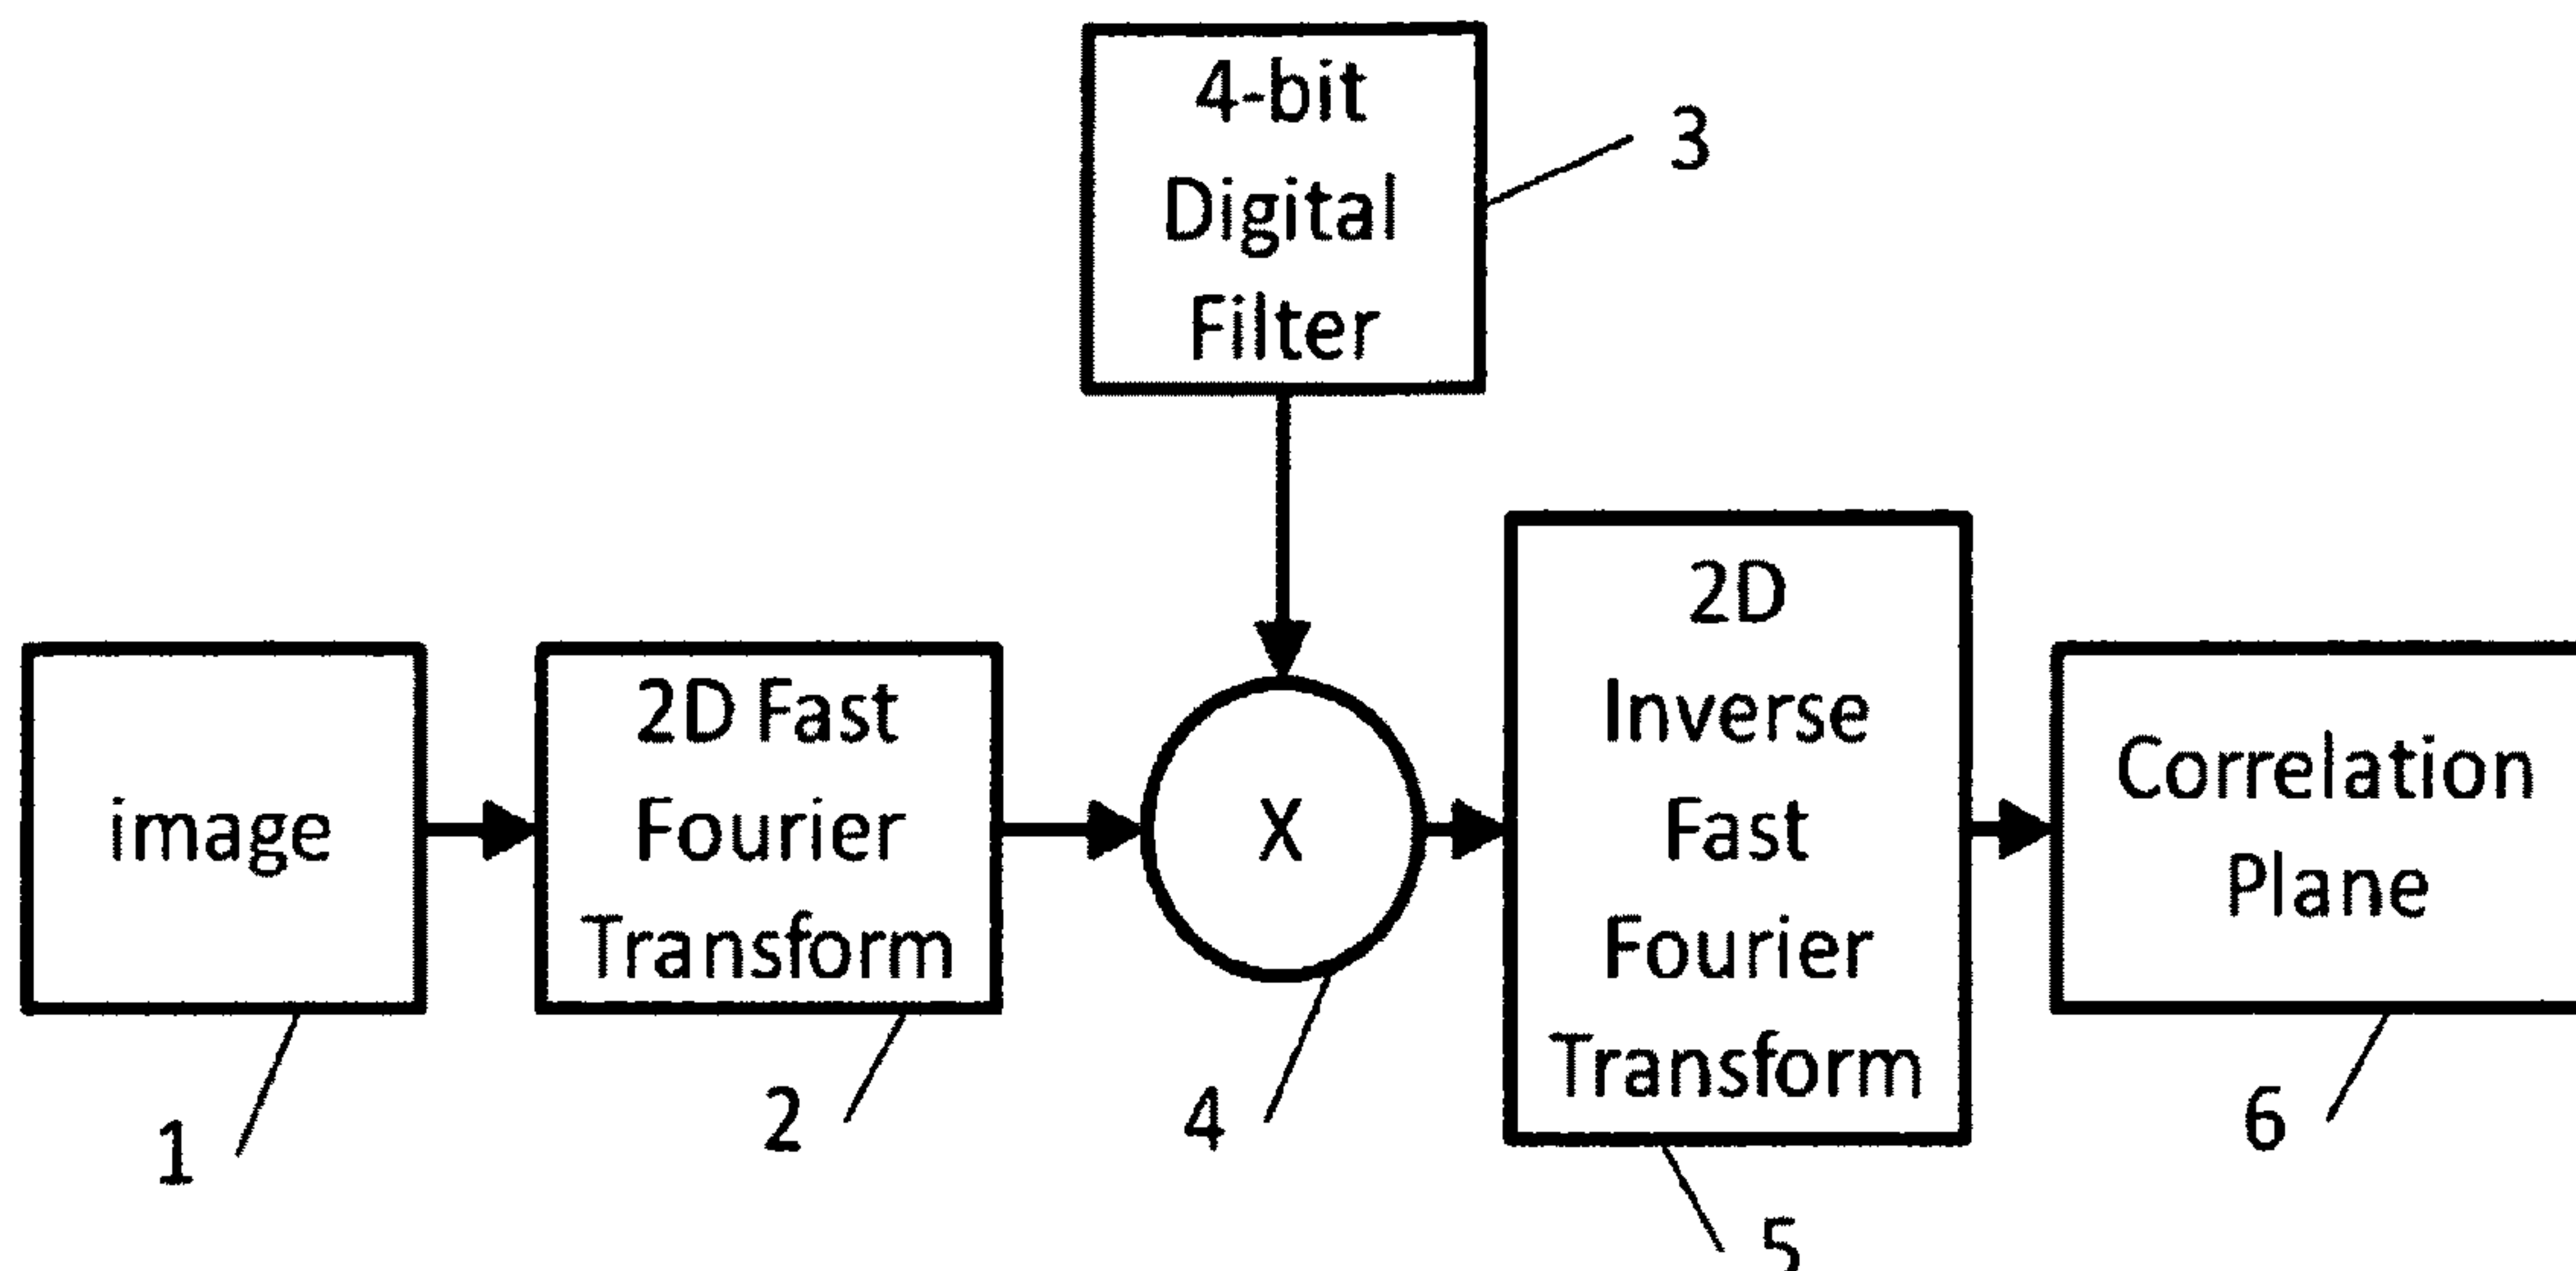 4-bit
Digital
Filter
3
image
1
2D Fast
Fourier
Transform
2
X
4
2D
Inverse
Fast
Fourier
Transform
5
Correlation
Plane
6